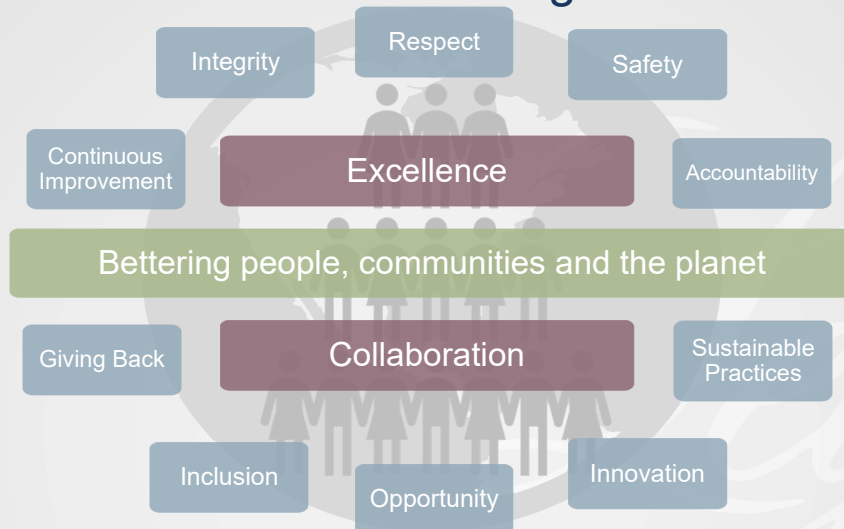 Respect
Integrity
Safety
Continuous
Improvement
Excellence
Accountability
Bettering people, communities and the planet
Giving Back
Collaboration
Sustainable
Practices
Inclusion
Opportunity
Innovation